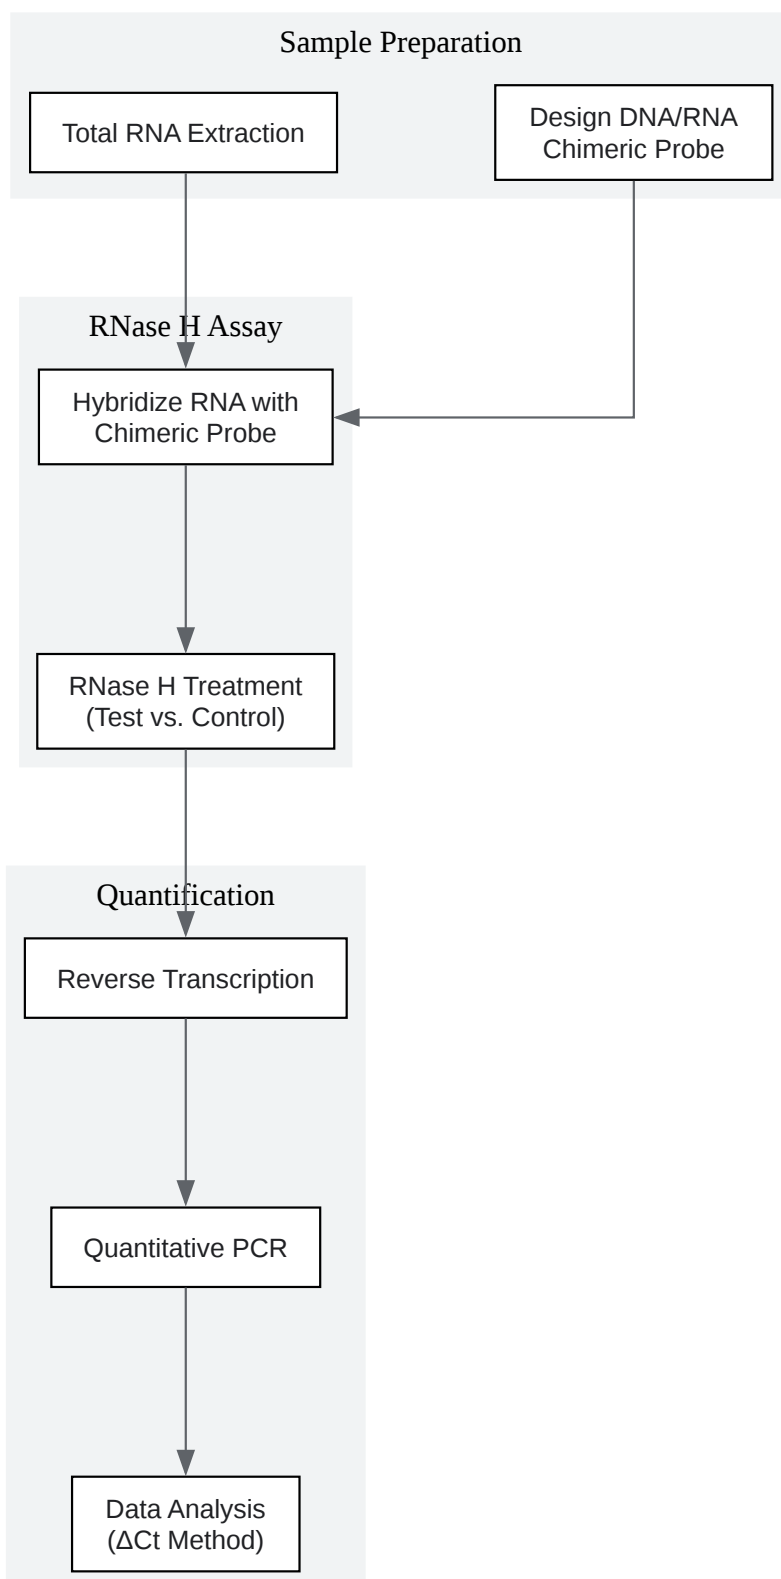 Sample Preparation
Total RNA Extraction
Design DNA/RNA
Chimeric Probe
RNase H Assay
Hybridize RNA with
Chimeric Probe
RNase H Treatment
(Test vs. Control)
Quantification
Reverse Transcription
Quantitative PCR
Data Analysis
(ΔCt Method)